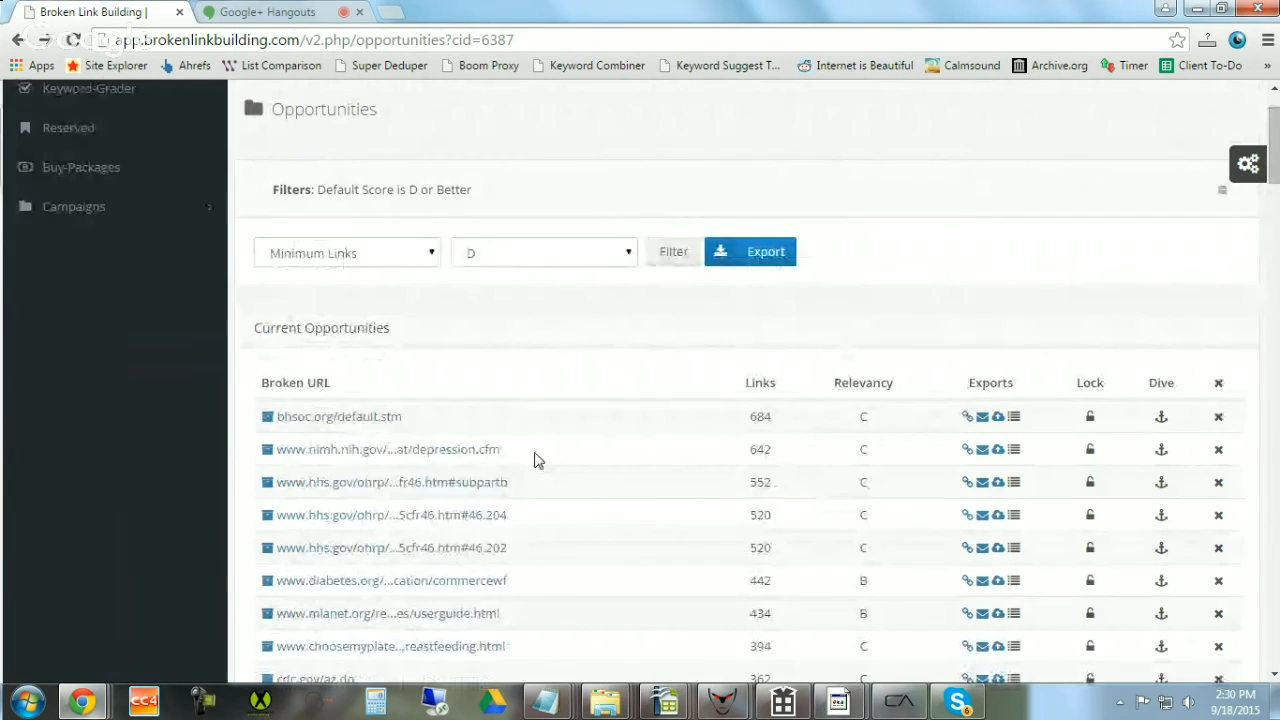 Broken Link Building |
Google+ Hangouts
app.brokenlinkbuilding.com/v2.php/opportunities?cid=6387
Apps Site Explorer Ahrefs List Comparison Super Deduper Boom Proxy Keyword Combiner Keyword Suggest T... Internet is Beautiful Calmsound Archive.org Timer Client To-Do »
Keyword-Grader
Reserved
Buy-Packages
Campaigns
Opportunities
Filters: Default Score is D or Better
Minimum Links D Filter Export
Current Opportunities
Broken URL Links Relevancy Exports Lock Dive
bhsoc.org/default.stm 684 C
www.nimh.nih.gov/...at/depression.cfm 642 C
www.hhs.gov/ohrp/...fr46.htm#subpartb 552 C
www.hhs.gov/ohrp/...5cfr46.htm#46.204 520 C
www.hhs.gov/ohrp/...5cfr46.htm#46.202 520 C
www.diabetes.org/...cation/commercewf 442 B
www.mlanet.org/re...es/userguide.html 434 B
www.choosemyplate...reastfeeding.html 394 C
cdc.gov/az.do 362
CC4
2:30 PM
9/18/2015